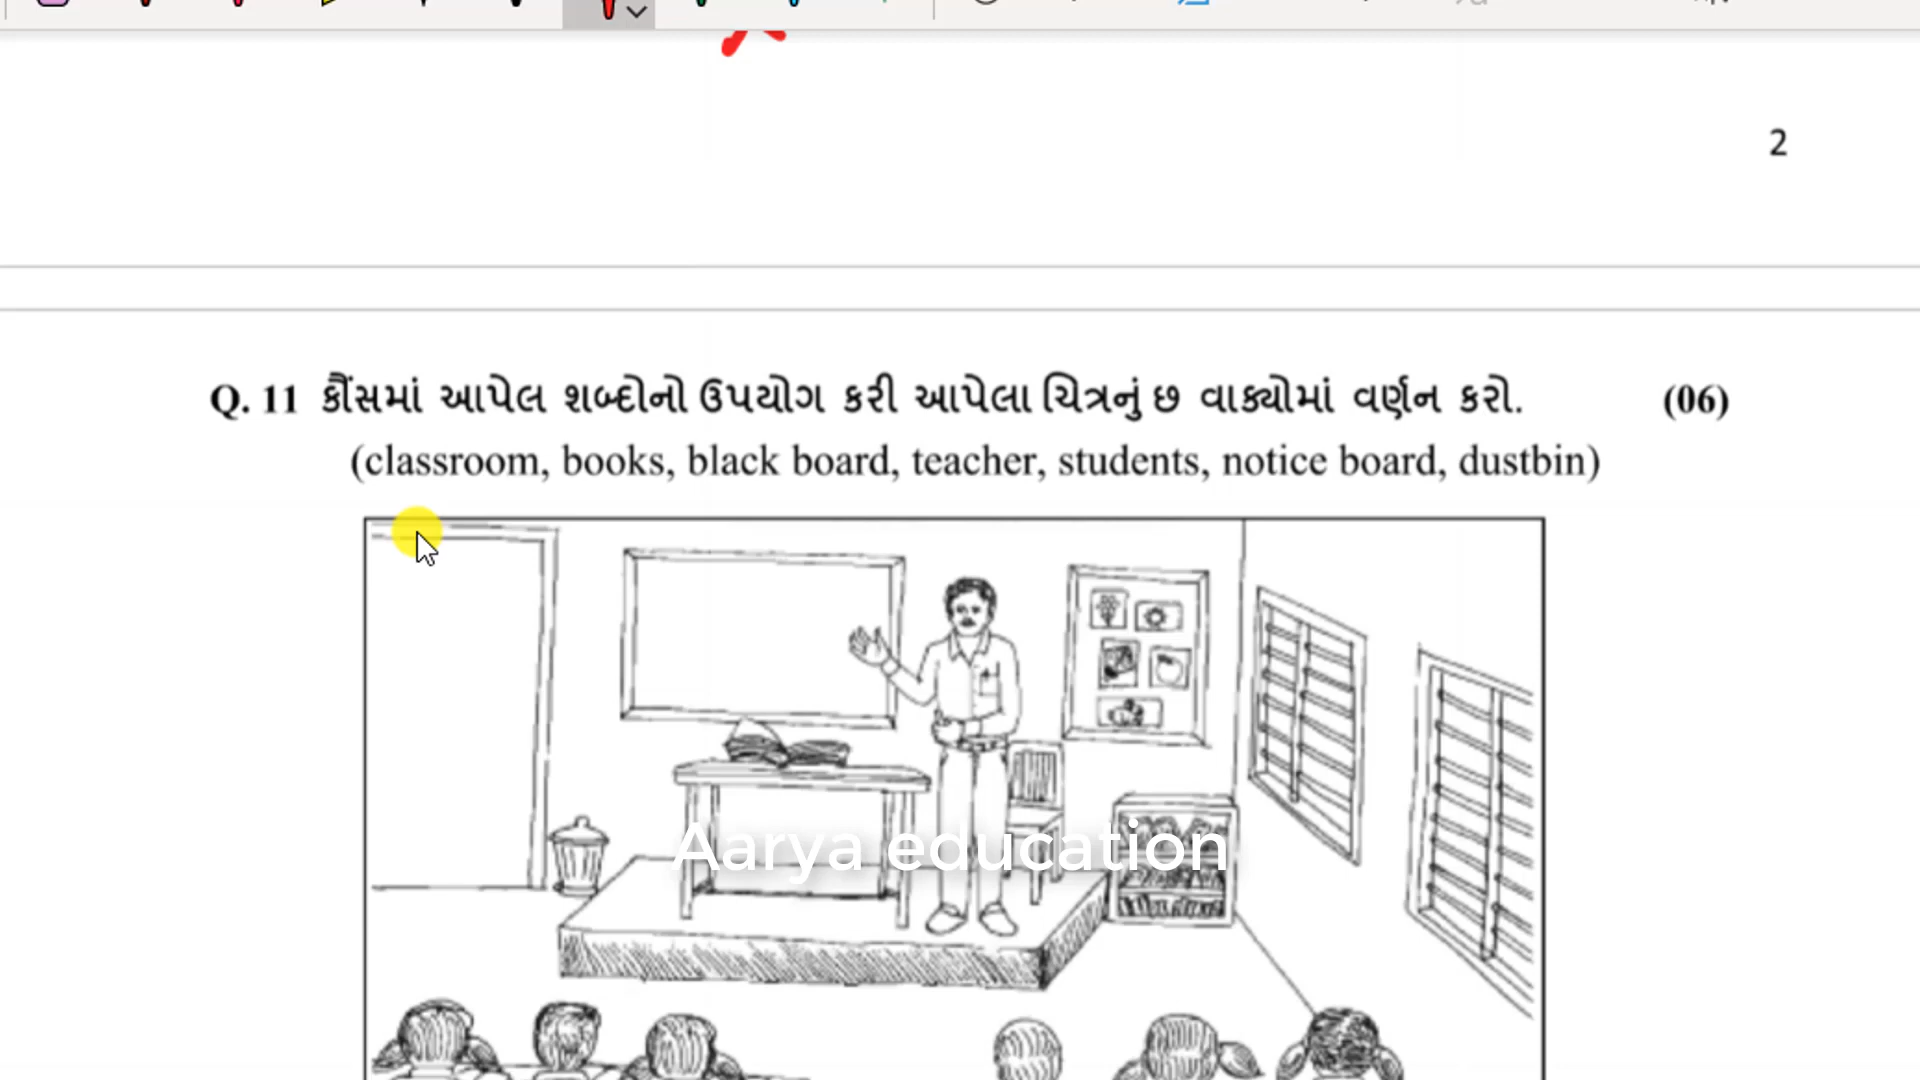 2
Q. 11 કૌંસમાં આપેલ શબ્દોનો ઉપયોગ કરી આપેલા ચિત્રનું છ વાક્યોમાં વર્ણન કરો. (06)
(classroom, books, black board, teacher, students, notice board, dustbin)
Aarya education